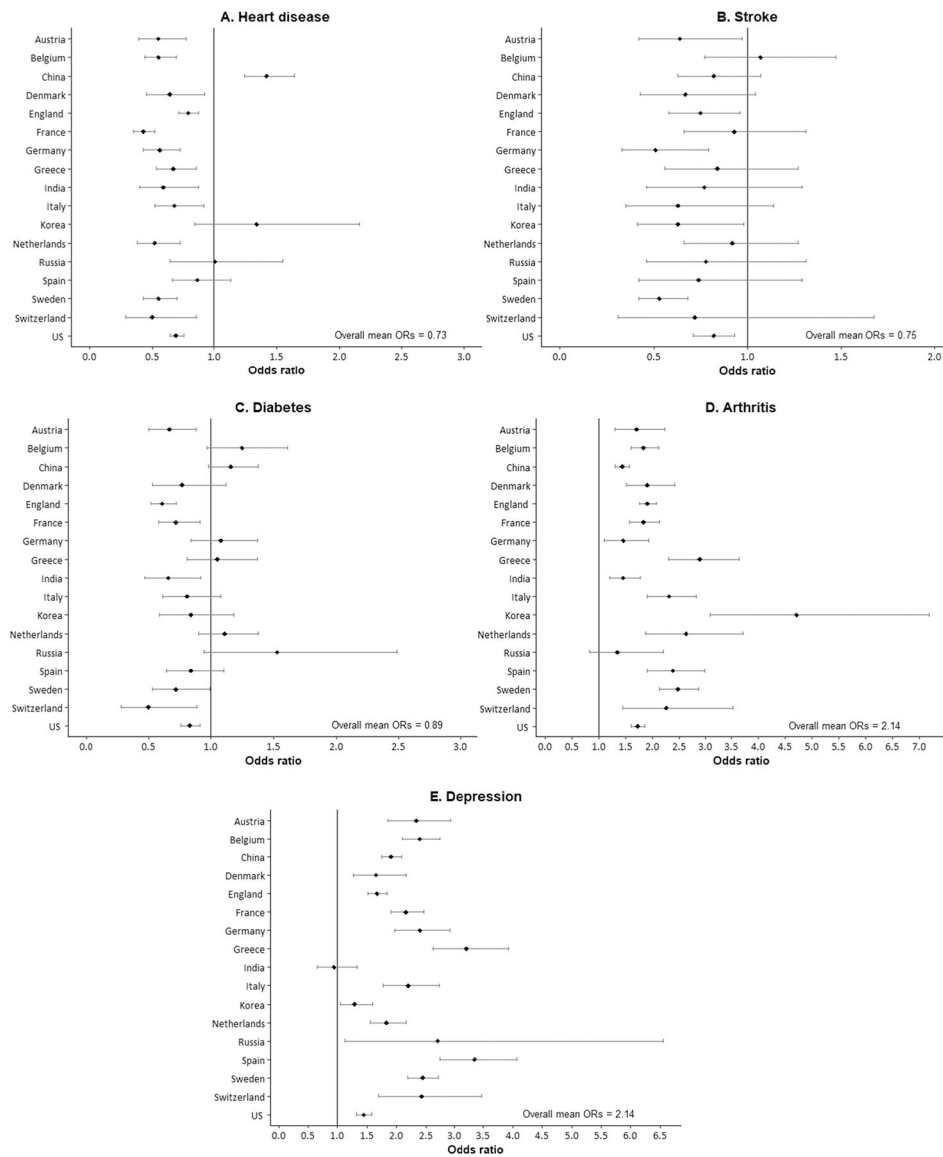 A. Heart disease
Austria
Belgium
China
Denmark
England
France
Germany
Greece
India
Italy
Korea
Netherlands
Russia
Spain
Sweden
Switzerland
US
Overall mean ORs = 0.73
0.0 0.5 1.0 1.5 2.0 2.5 3.0
Odds ratio
B. Stroke
Austria
Belgium
China
Denmark
England
France
Germany
Greece
India
Italy
Korea
Netherlands
Russia
Spain
Sweden
Switzerland
US
Overall mean ORs = 0.75
0.0 0.5 1.0 1.5 2.0
Odds ratio
C. Diabetes
Austria
Belgium
China
Denmark
England
France
Germany
Greece
India
Italy
Korea
Netherlands
Russia
Spain
Sweden
Switzerland
US
Overall mean ORs = 0.89
0.0 0.5 1.0 1.5 2.0 2.5 3.0
Odds ratio
D. Arthritis
Austria
Belgium
China
Denmark
England
France
Germany
Greece
India
Italy
Korea
Netherlands
Russia
Spain
Sweden
Switzerland
US
Overall mean ORs = 2.14
0.0 0.5 1.0 1.5 2.0 2.5 3.0 3.5 4.0 4.5 5.0 5.5 6.0 7.0
Odds ratio
E. Depression
Austria
Belgium
China
Denmark
England
France
Germany
Greece
India
Italy
Korea
Netherlands
Russia
Spain
Sweden
Switzerland
US
Overall mean ORs = 2.14
0.0 0.5 1.0 1.5 2.0 2.5 3.0 3.5 4.0 4.5 5.0 5.5 6.0 6.5
Odds ratio